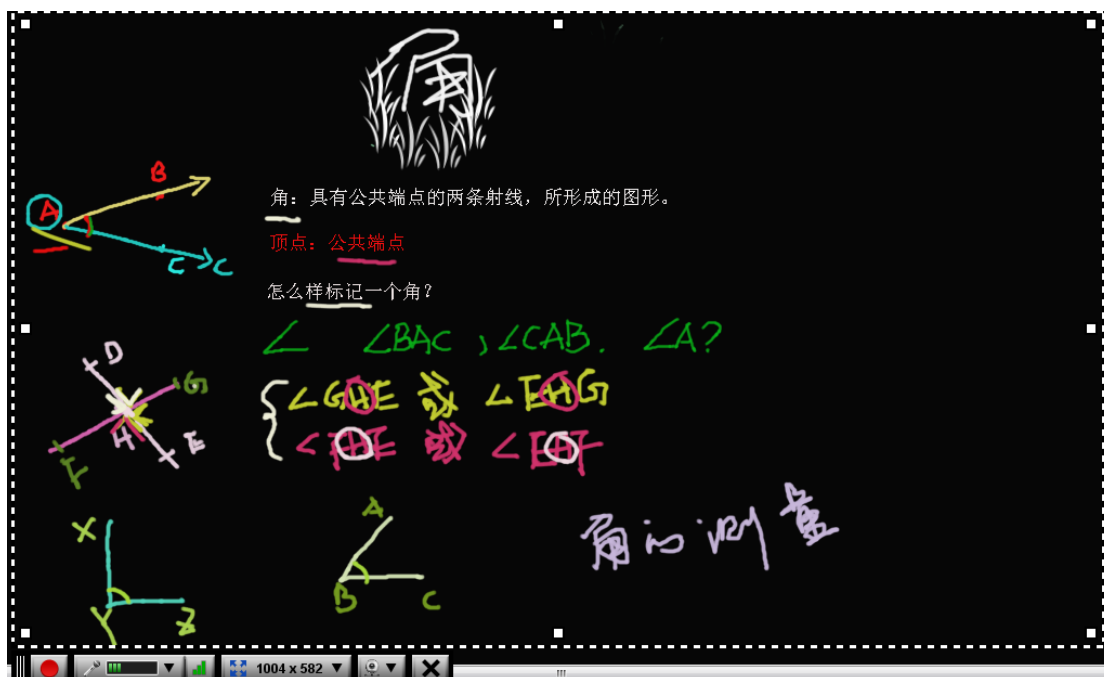 角
B
A
角：具有公共端点的两条射线，所形成的图形。
顶点：公共端点
C C
怎么样标记一个角？
∠ ∠BAC , ∠CAB. ∠A?
D
G
∠GHE 或 ∠EHG
H E
∠FHE 或 ∠EHF
F
A
X
角的测量
B C
Y Z
1004 x 582